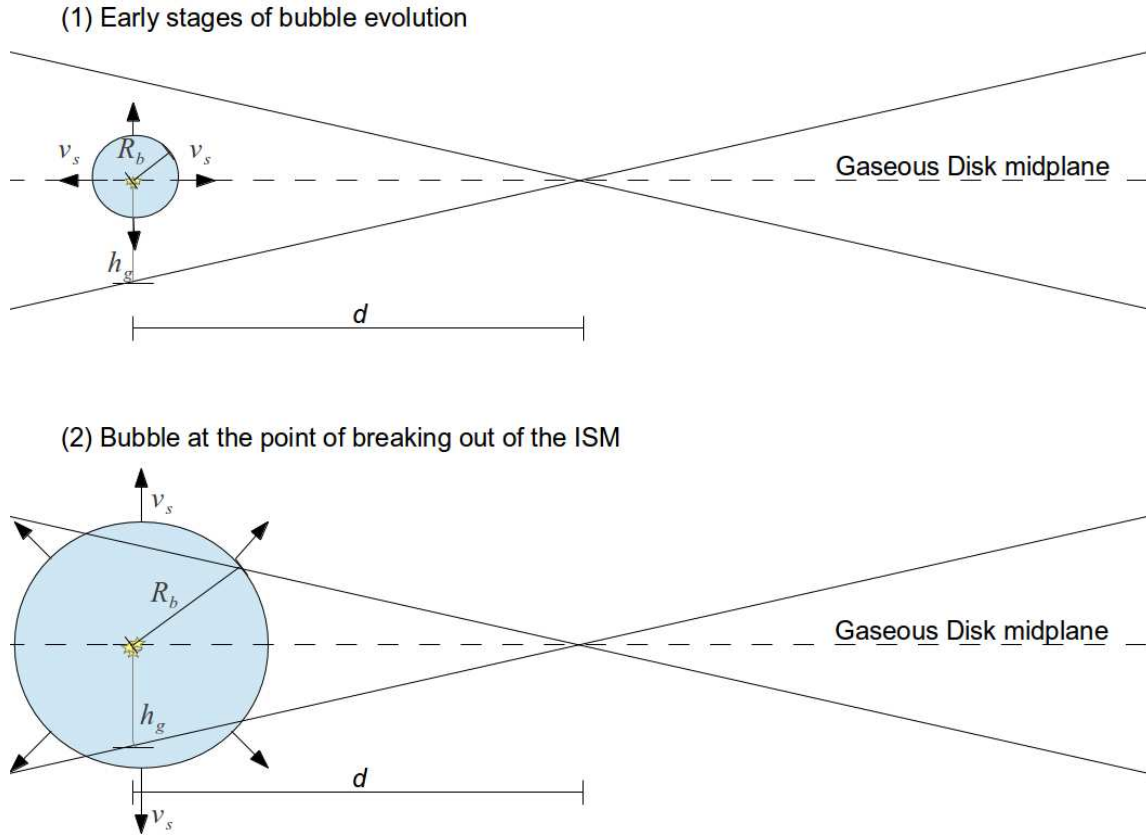 (1) Early stages of bubble evolution
v_s R_b v_s
Gaseous Disk midplane
h_g
d
(2) Bubble at the point of breaking out of the ISM
v_s
R_b
Gaseous Disk midplane
h_g
d
v_s